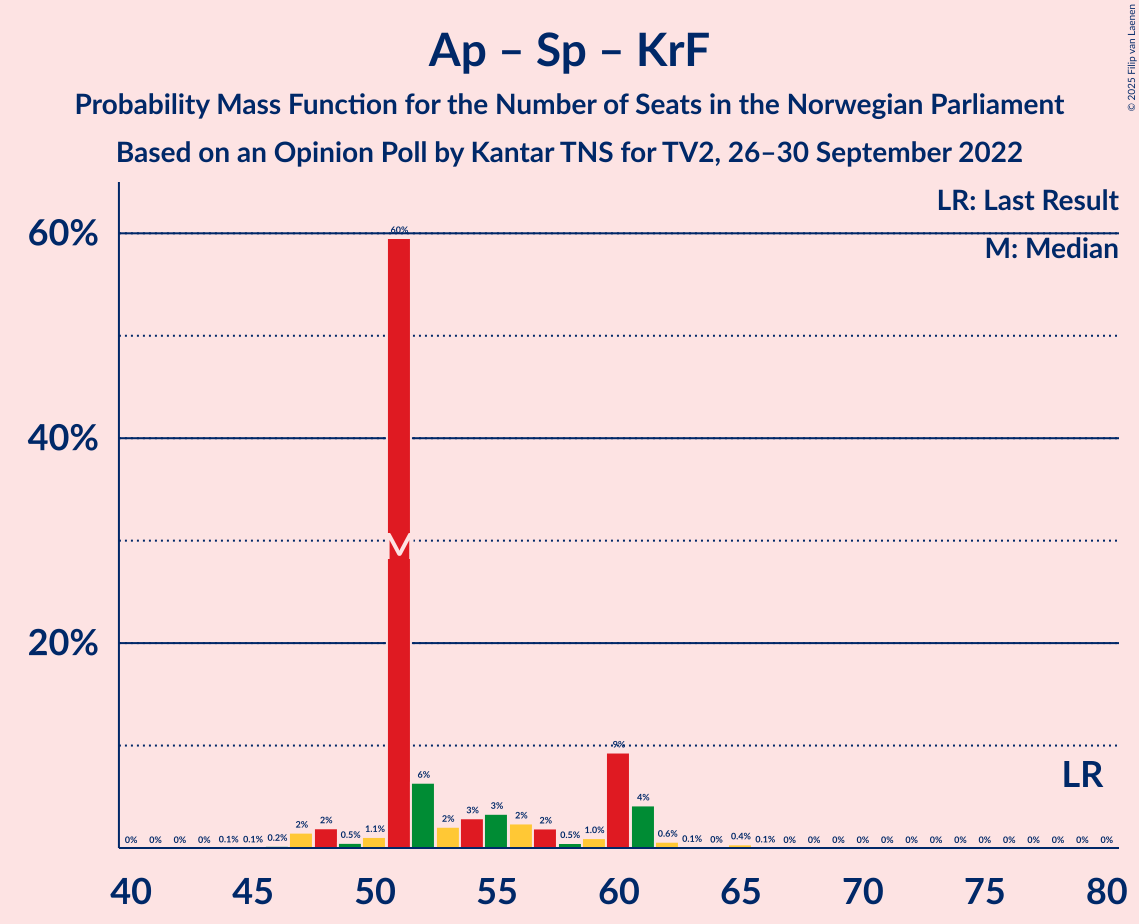 Ap – Sp – KrF
Probability Mass Function for the Number of Seats in the Norwegian Parliament
Based on an Opinion Poll by Kantar TNS for TV2, 26–30 September 2022
© 2025 Filip van Laenen
LR: Last Result
M: Median
60%
40%
20%
0% 0% 0% 0% 0.1% 0.1% 0.2% 2% 2% 0.5% 1.1% 60% 6% 2% 3% 3% 2% 2% 0.5% 1.0% 9% 4% 0.6% 0.1% 0% 0.4% 0.1% 0% 0% 0% 0% 0% 0% 0% 0% 0% 0% 0% 0% 0% 0%
M
LR
40 45 50 55 60 65 70 75 80